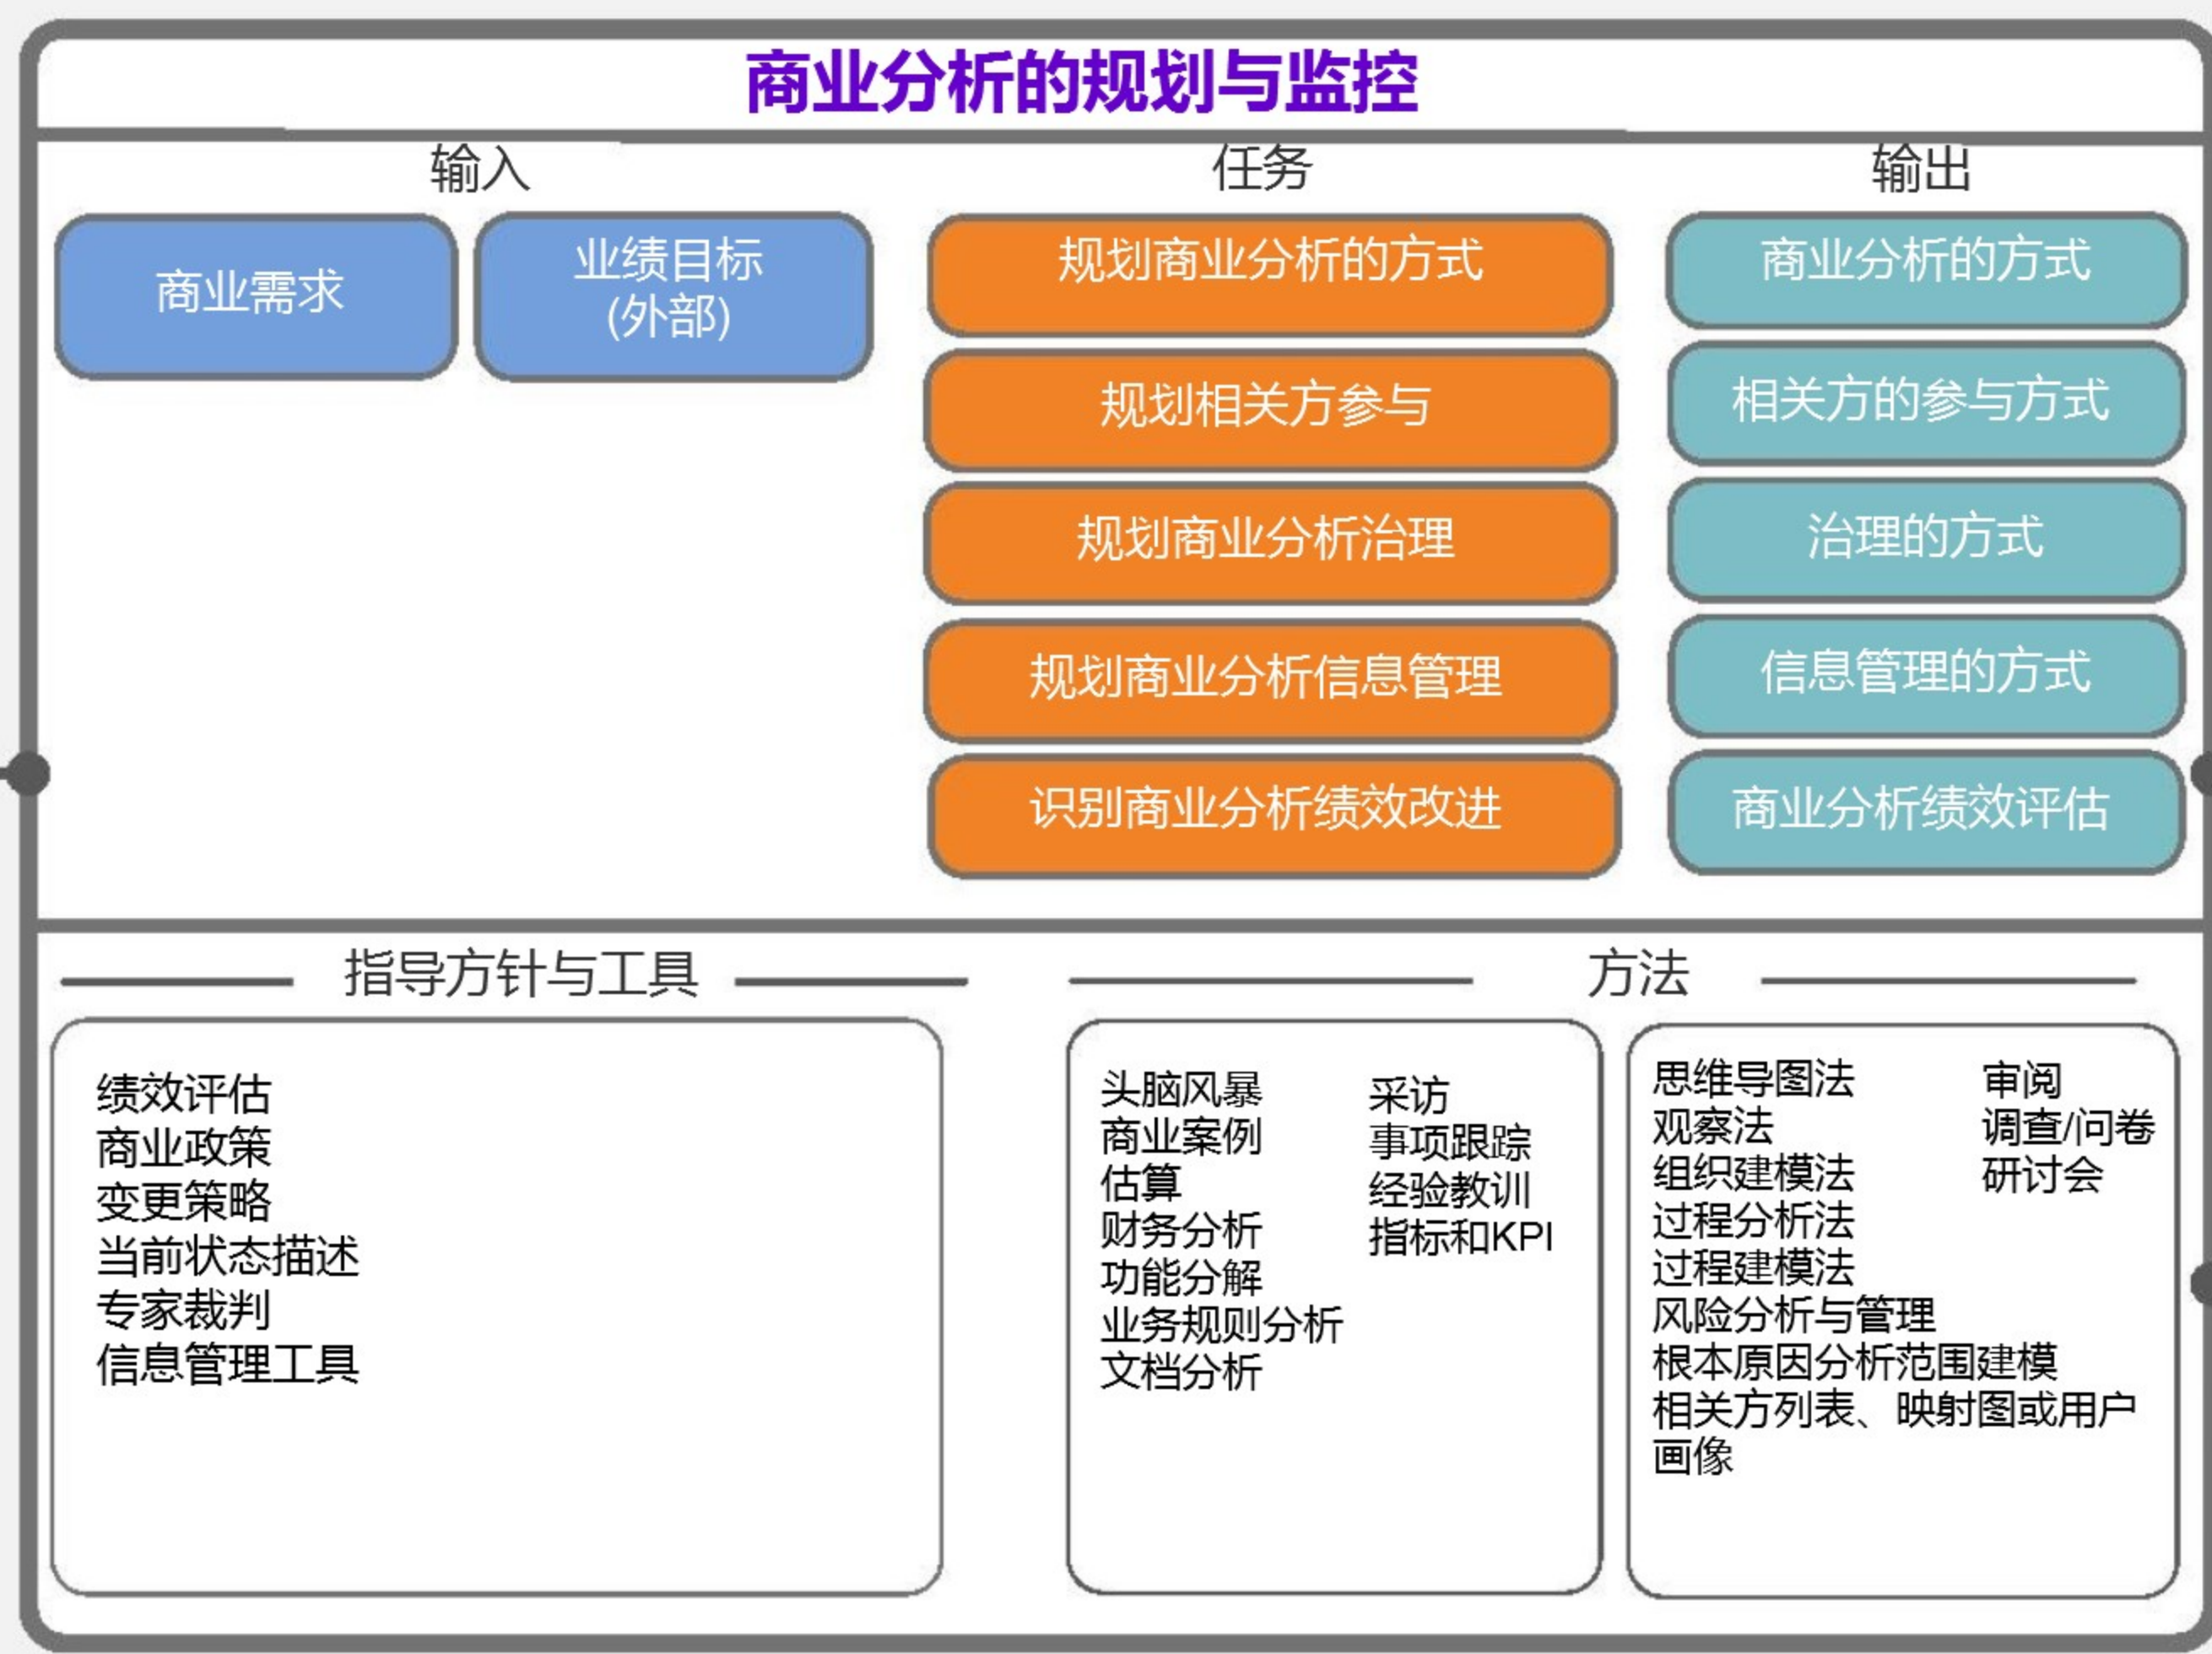 商业分析的规划与监控
输入
商业需求
业绩目标
(外部)
任务
规划商业分析的方式
规划相关方参与
规划商业分析治理
规划商业分析信息管理
识别商业分析绩效改进
输出
商业分析的方式
相关方的参与方式
治理的方式
信息管理的方式
商业分析绩效评估
指导方针与工具
绩效评估
商业政策
变更策略
当前状态描述
专家裁判
信息管理工具
方法
头脑风暴
商业案例
估算
财务分析
功能分解
业务规则分析
文档分析
采访
事项跟踪
经验教训
指标和KPI
思维导图法
观察法
组织建模法
过程分析法
过程建模法
风险分析与管理
根本原因分析范围建模
相关方列表、映射图或用户
画像
审阅
调查/问卷
研讨会